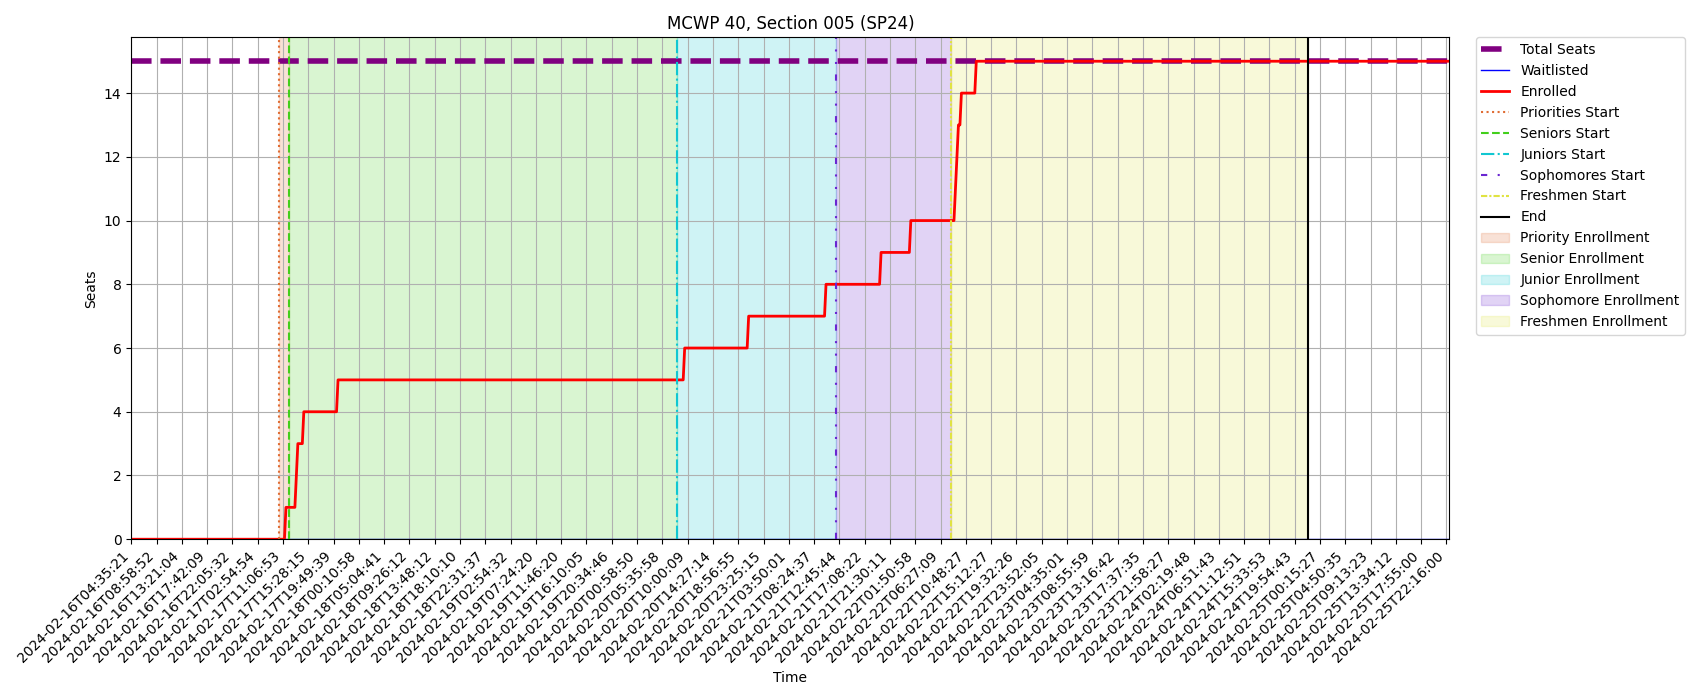 MCWP 40, Section 005 (SP24)
Seats
14
12
10
8
6
4
2
0
2024-02-16T04:35:21
2024-02-16T08:58:52
2024-02-16T13:21:04
2024-02-16T17:42:09
2024-02-16T22:05:32
2024-02-17T02:54:54
2024-02-17T11:06:53
2024-02-17T15:28:15
2024-02-17T19:49:39
2024-02-18T00:10:58
2024-02-18T05:04:41
2024-02-18T09:26:12
2024-02-18T13:48:12
2024-02-18T18:10:10
2024-02-18T22:31:37
2024-02-19T02:54:32
2024-02-19T07:24:20
2024-02-19T11:46:20
2024-02-19T16:10:05
2024-02-19T20:34:46
2024-02-20T00:58:50
2024-02-20T05:35:58
2024-02-20T10:00:09
2024-02-20T14:27:14
2024-02-20T18:56:55
2024-02-20T23:25:15
2024-02-21T03:50:01
2024-02-21T08:24:37
2024-02-21T12:45:44
2024-02-21T17:08:22
2024-02-21T21:30:11
2024-02-22T01:50:58
2024-02-22T06:27:09
2024-02-22T10:48:27
2024-02-22T15:12:27
2024-02-22T19:32:26
2024-02-22T23:52:05
2024-02-23T04:35:01
2024-02-23T08:55:59
2024-02-23T13:16:42
2024-02-23T17:37:35
2024-02-23T21:58:27
2024-02-24T02:19:48
2024-02-24T06:51:43
2024-02-24T11:12:51
2024-02-24T15:33:53
2024-02-24T19:54:43
2024-02-25T00:15:27
2024-02-25T04:50:35
2024-02-25T09:13:23
2024-02-25T13:34:12
2024-02-25T17:55:00
2024-02-25T22:16:00
Time
Total Seats
Waitlisted
Enrolled
Priorities Start
Seniors Start
Juniors Start
Sophomores Start
Freshmen Start
End
Priority Enrollment
Senior Enrollment
Junior Enrollment
Sophomore Enrollment
Freshmen Enrollment